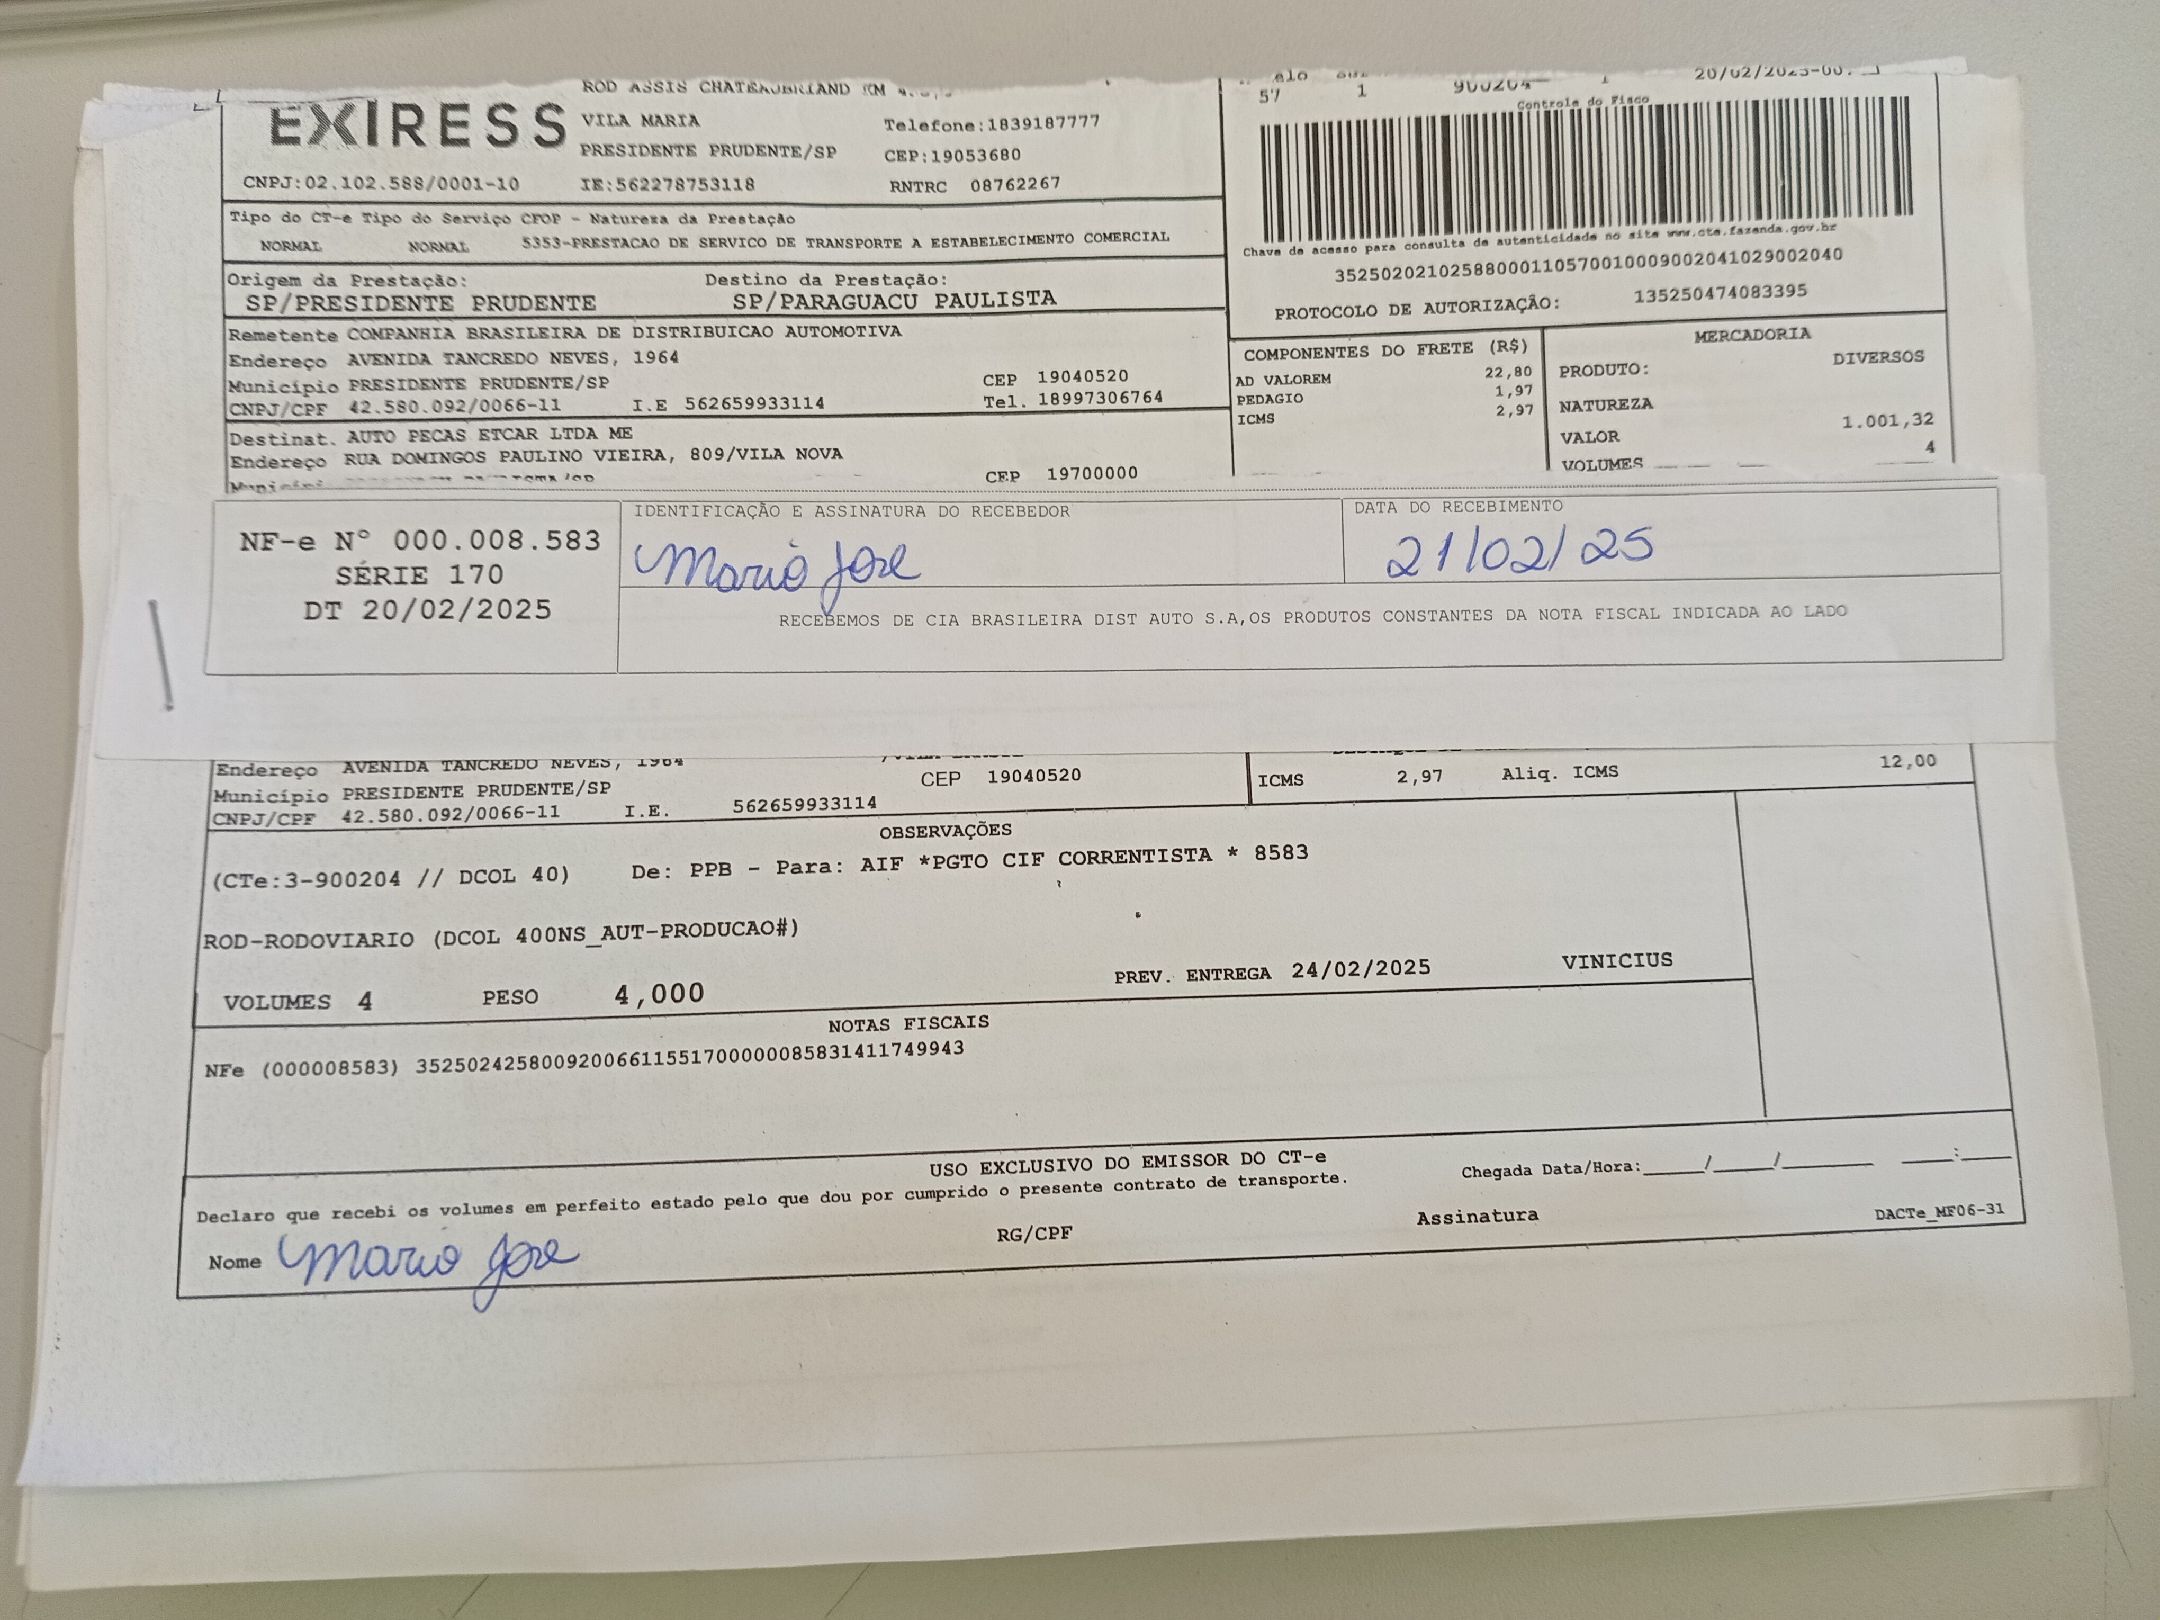 ROD ASSIS CHATEAUBRIAND KM
EXIRESS
VILA MARIA Telefone:1839187777
PRESIDENTE PRUDENTE/SP CEP:19053680
CNPJ:02.102.588/0001-10 IE:562278753118 RNTRC 08762267
57 1 900204 1 20/02/2025
Controle do Fisco
Chave de acesso para consulta de autenticidade no site www.cte.fazenda.gov.br
35250202102588000110570010009002041029002040
PROTOCOLO DE AUTORIZAÇÃO: 135250474083395
Tipo do CT-e Tipo do Serviço CFOP - Natureza da Prestação
NORMAL NORMAL 5353-PRESTACAO DE SERVICO DE TRANSPORTE A ESTABELECIMENTO COMERCIAL
Origem da Prestação: Destino da Prestação:
SP/PRESIDENTE PRUDENTE SP/PARAGUACU PAULISTA
Remetente COMPANHIA BRASILEIRA DE DISTRIBUICAO AUTOMOTIVA
Endereço AVENIDA TANCREDO NEVES, 1964
Município PRESIDENTE PRUDENTE/SP CEP 19040520
CNPJ/CPF 42.580.092/0066-11 I.E 562659933114 Tel. 18997306764
Destinat. AUTO PECAS ETCAR LTDA ME
Endereço RUA DOMINGOS PAULINO VIEIRA, 809/VILA NOVA
CEP 19700000
COMPONENTES DO FRETE (R$)
AD VALOREM 22,80
PEDAGIO 1,97
ICMS 2,97
MERCADORIA
PRODUTO: DIVERSOS
NATUREZA
VALOR 1.001,32
VOLUMES 4
NF-e Nº 000.008.583
SÉRIE 170
DT 20/02/2025
IDENTIFICAÇÃO E ASSINATURA DO RECEBEDOR
Mario Jose
DATA DO RECEBIMENTO
21/02/25
RECEBEMOS DE CIA BRASILEIRA DIST AUTO S.A,OS PRODUTOS CONSTANTES DA NOTA FISCAL INDICADA AO LADO
Endereço AVENIDA TANCREDO NEVES, 1964
Município PRESIDENTE PRUDENTE/SP CEP 19040520
CNPJ/CPF 42.580.092/0066-11 I.E. 562659933114
ICMS 2,97 Aliq. ICMS 12,00
OBSERVAÇÕES
(CTe:3-900204 // DCOL 40) De: PPB - Para: AIF *PGTO CIF CORRENTISTA * 8583
ROD-RODOVIARIO (DCOL 400NS_AUT-PRODUCAO#)
VOLUMES 4 PESO 4,000 PREV. ENTREGA 24/02/2025 VINICIUS
NOTAS FISCAIS
NFe (000008583) 35250242580092006611551700000085831411749943
USO EXCLUSIVO DO EMISSOR DO CT-e
Declaro que recebi os volumes em perfeito estado pelo que dou por cumprido o presente contrato de transporte. Chegada Data/Hora:_____/_____/________ ____:____
Nome Mario Jose RG/CPF Assinatura DACTe_MF06-31